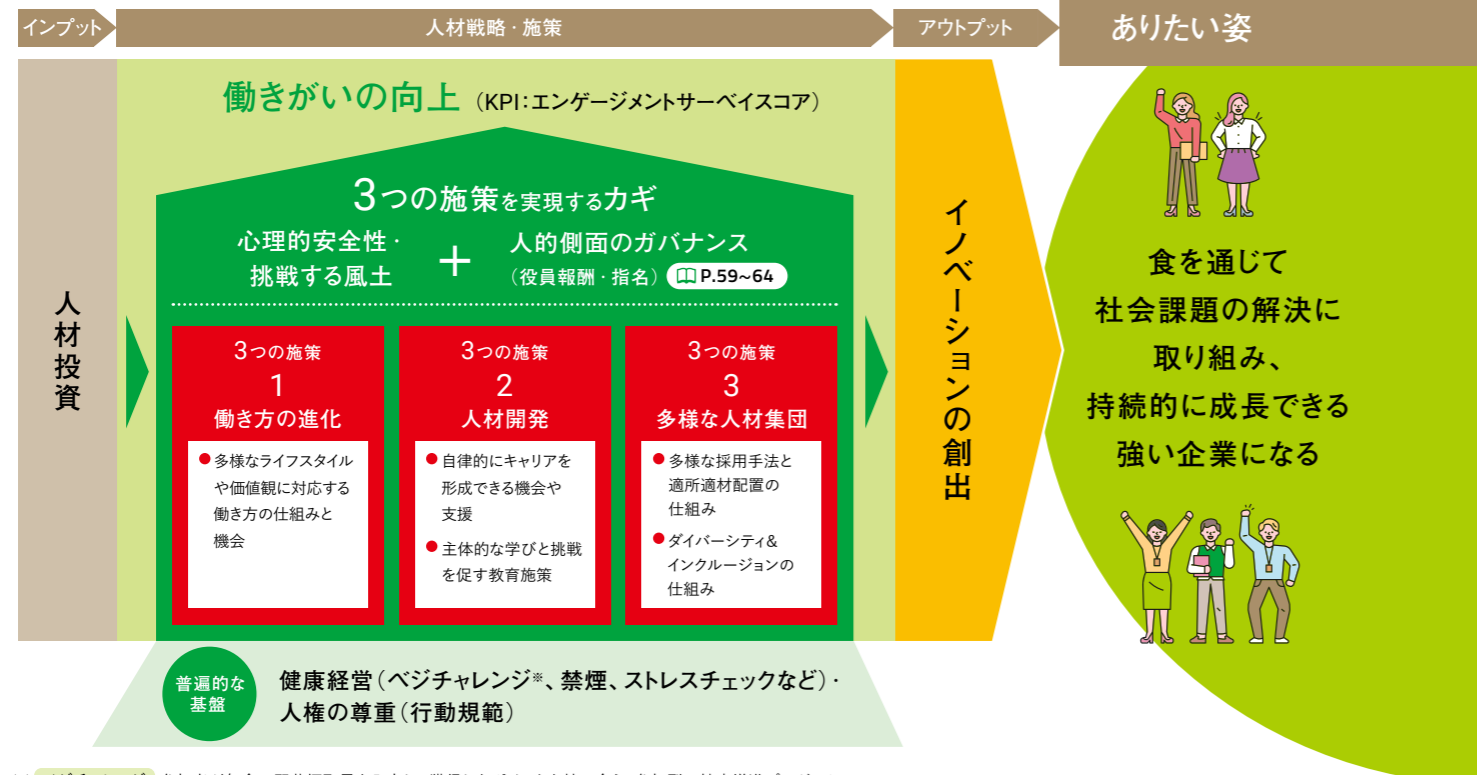 インプット
人材戦略・施策
アウトプット
ありたい姿
人材投資
働きがいの向上（KPI：エンゲージメントサーベイスコア）
3つの施策を実現するカギ
心理的安全性・
挑戦する風土
＋
人的側面のガバナンス
（役員報酬・指名） P.59~64
3つの施策
1
働き方の進化
●多様なライフスタイル
や価値観に対応する
働き方の仕組みと
機会
3つの施策
2
人材開発
●自律的にキャリアを
形成できる機会や
支援
●主体的な学びと挑戦
を促す教育施策
3つの施策
3
多様な人材集団
●多様な採用手法と
適所適材配置の
仕組み
●ダイバーシティ&
インクルージョンの
仕組み
普遍的な
基盤
健康経営（ベジチャレンジ※、禁煙、ストレスチェックなど）・
人権の尊重（行動規範）
イノベーションの創出
食を通じて
社会課題の解決に
取り組み、
持続的に成長できる
強い企業になる